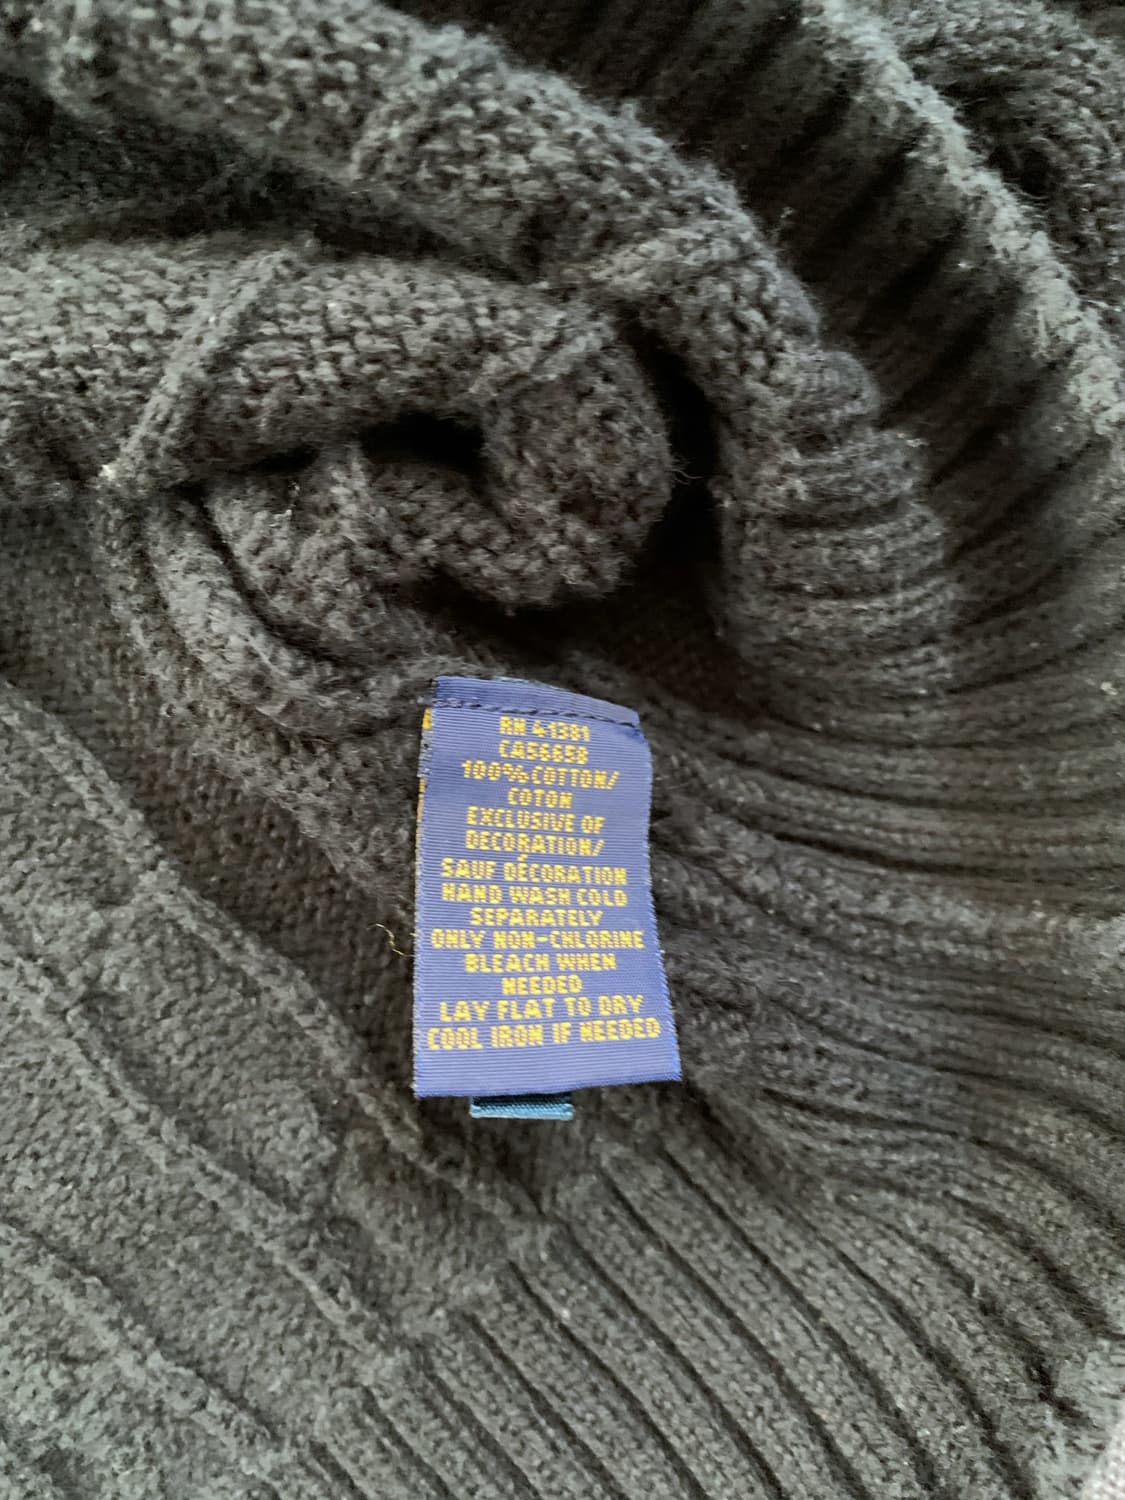 RN 41381
CA56658
100% COTTON/
COTON
EXCLUSIVE OF
DECORATION/
SAUF DÉCORATION
HAND WASH COLD
SEPARATELY
ONLY NON-CHLORINE
BLEACH WHEN
NEEDED
LAY FLAT TO DRY
COOL IRON IF NEEDED